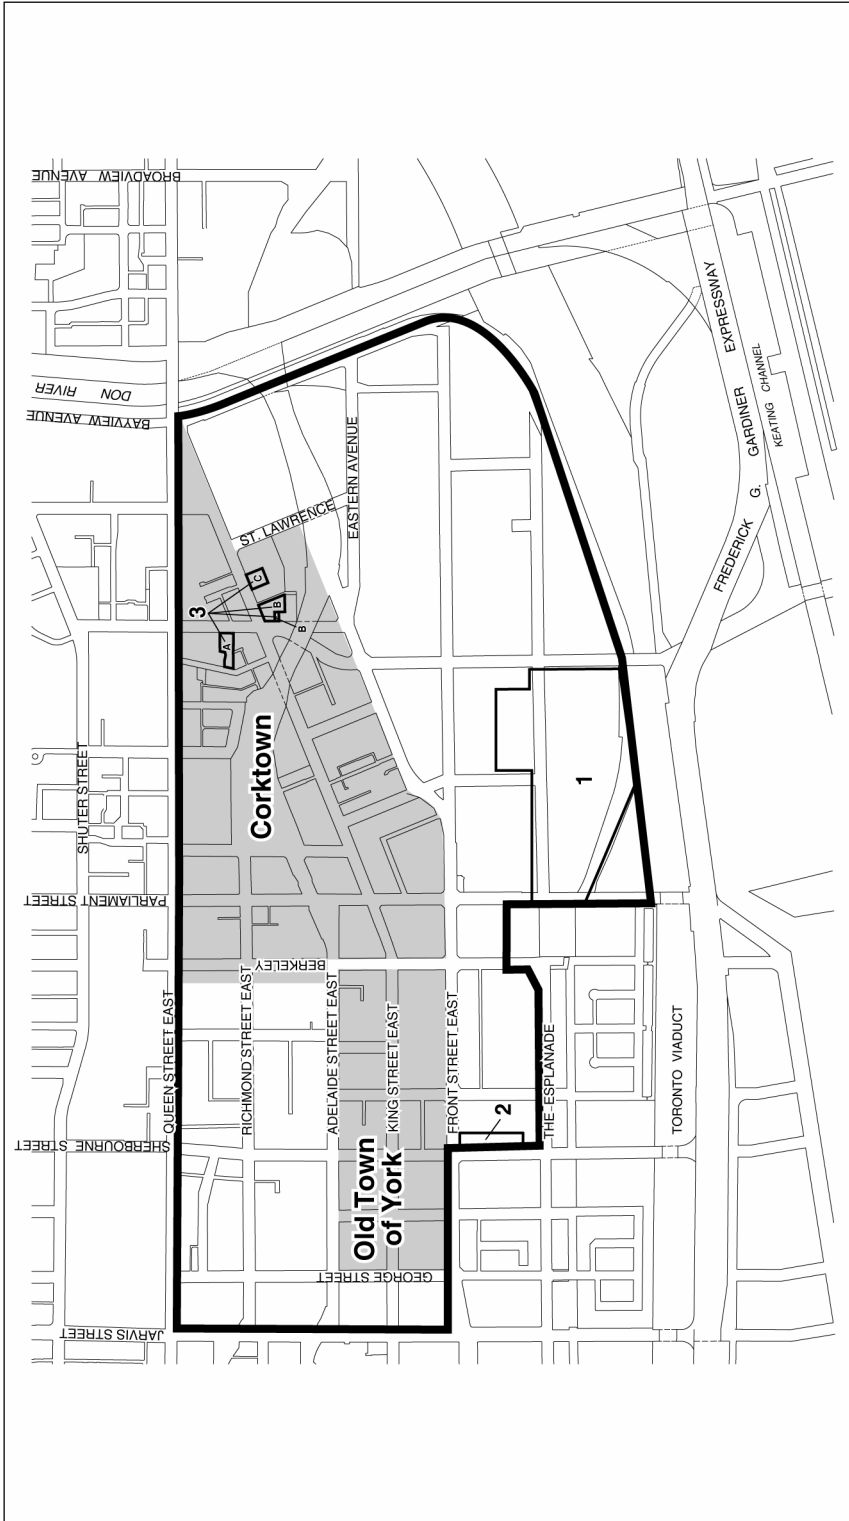 BROADVIEW AVENUE
DON RIVER
BAYVIEW AVENUE
SHUTER STREET
PARLIAMENT STREET
SHERBOURNE STREET
JARVIS STREET
QUEEN STREET EAST
RICHMOND STREET EAST
BERKELEY
ADELAIDE STREET EAST
KING STREET EAST
GEORGE STREET
FRONT STREET EAST
THE ESPLANADE
TORONTO VIADUCT
ST. LAWRENCE
EASTERN AVENUE
FREDERICK G. GARDINER EXPRESSWAY
KEATING CHANNEL
Corktown
Old Town
of York
1
2
3
A
B
B
C